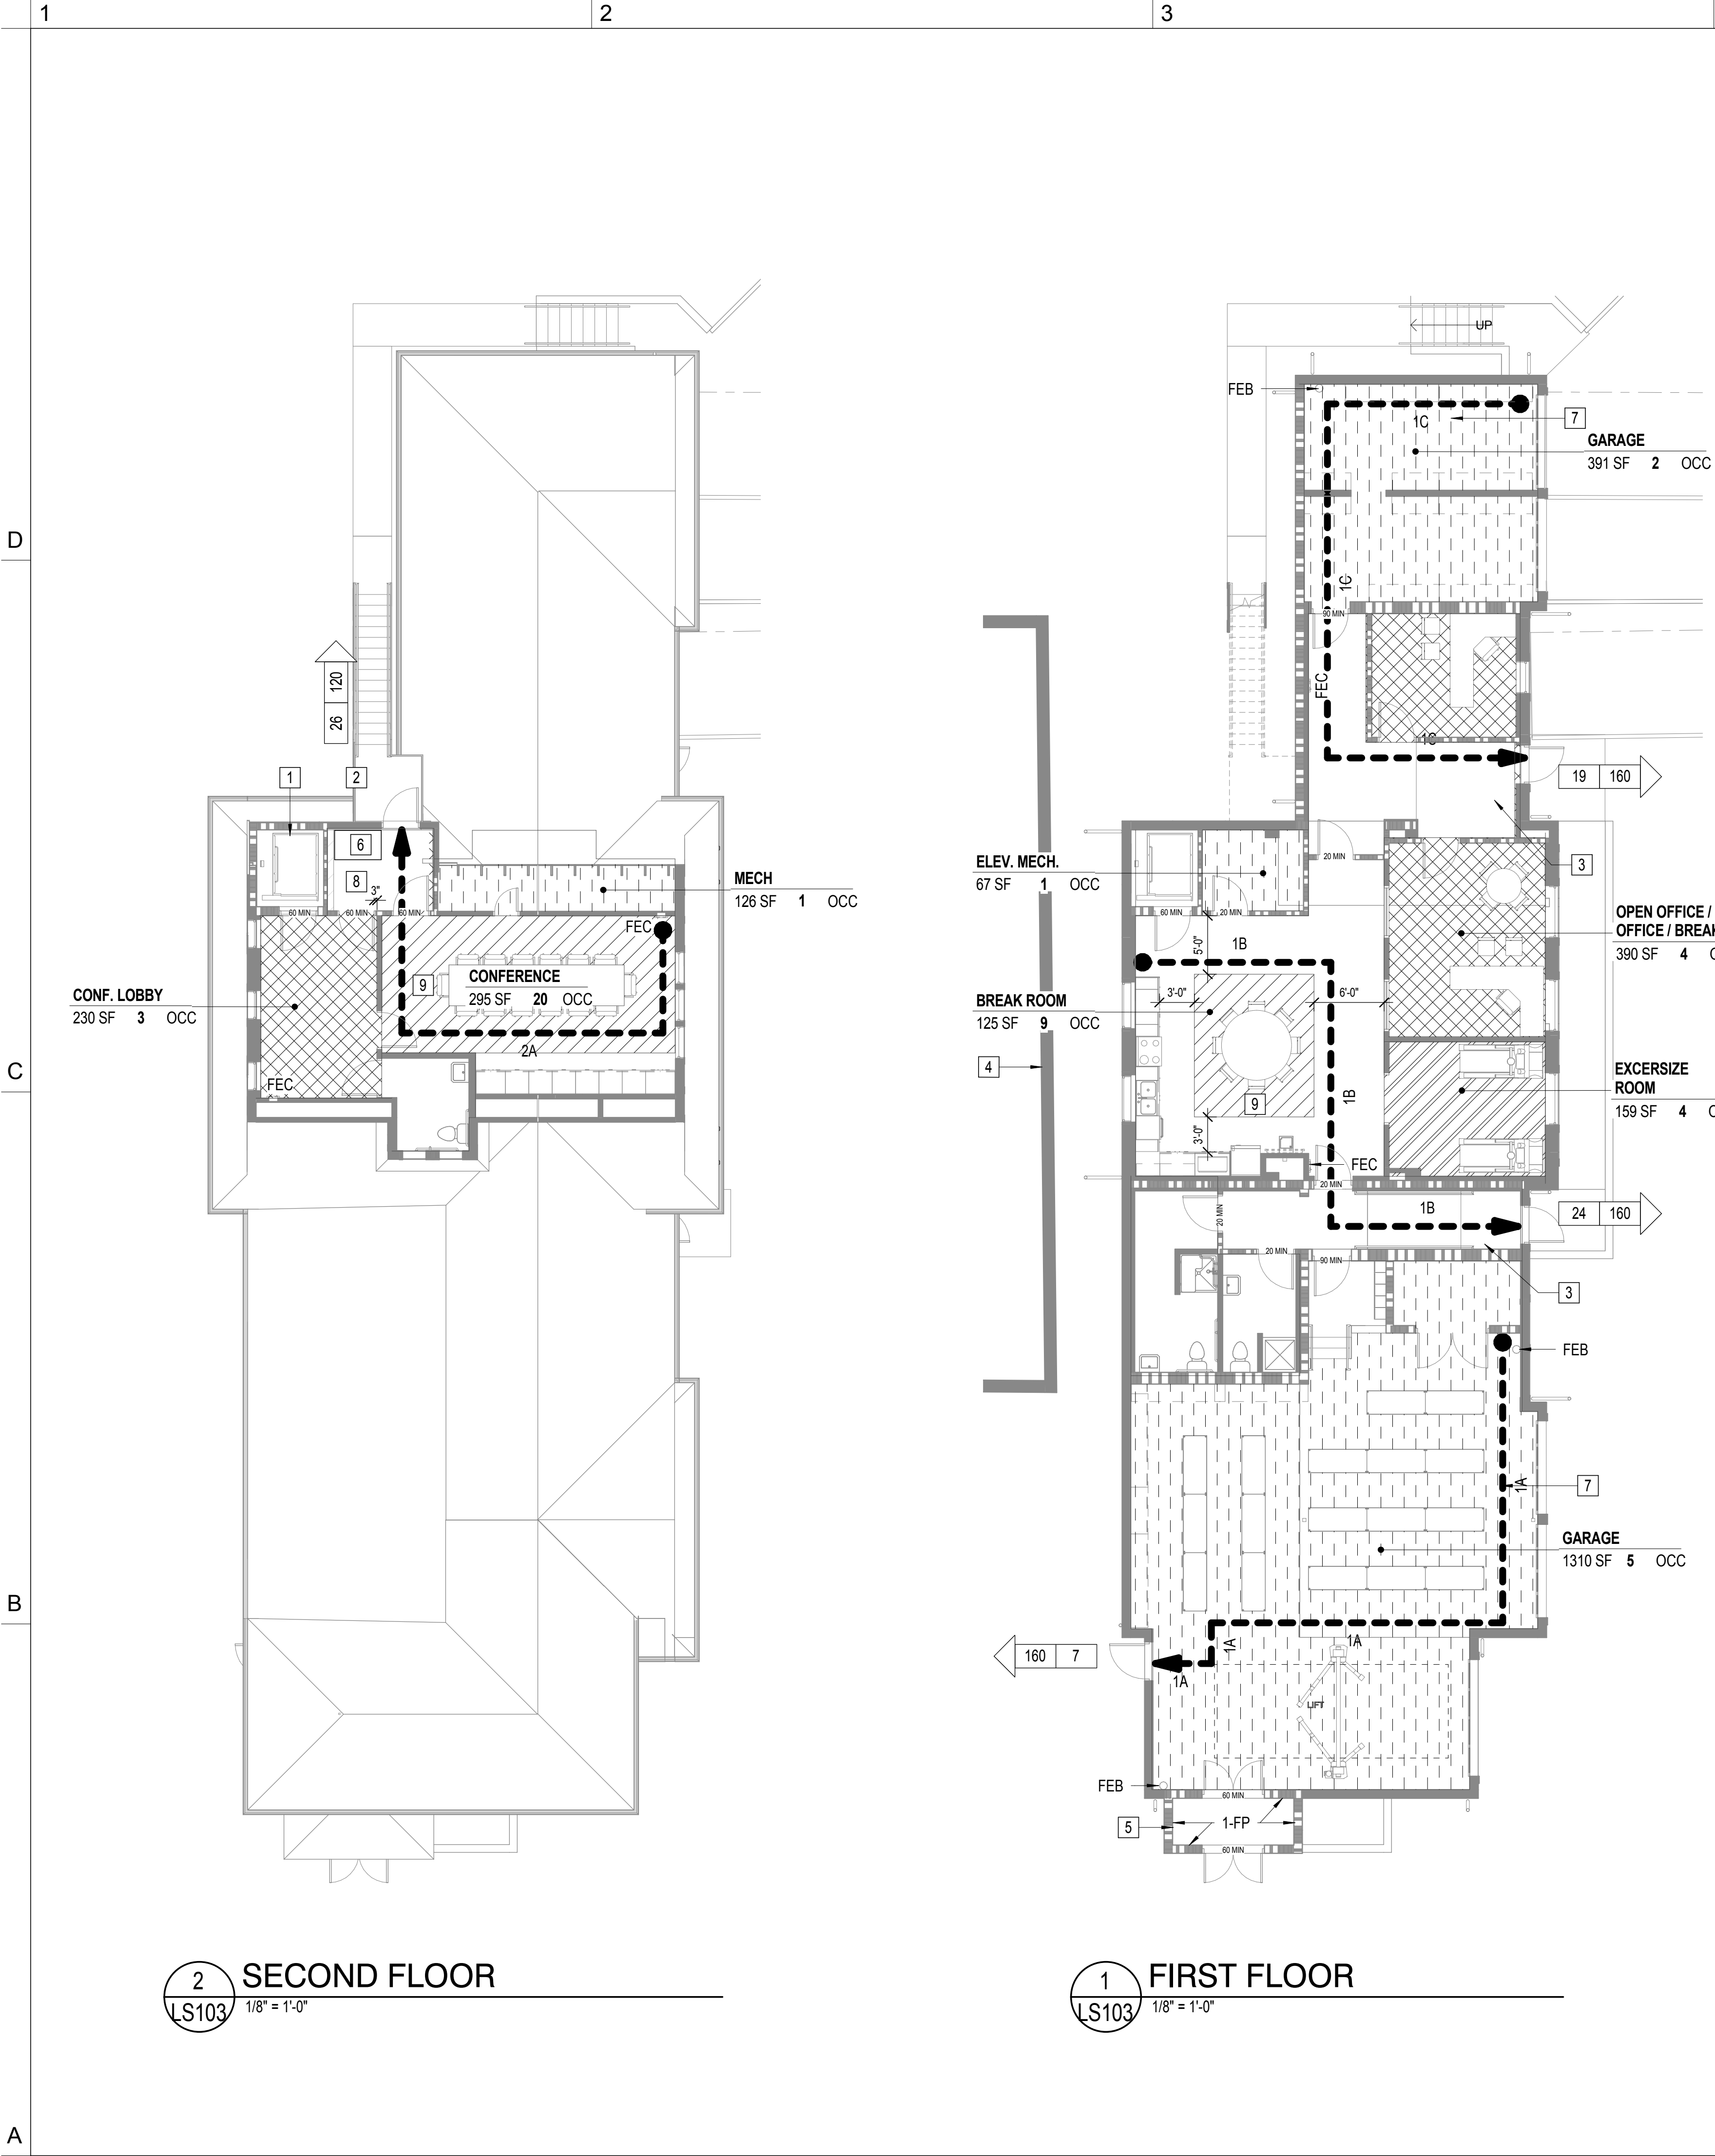 1
2
3
D
C
B
A
120
26
1
2
6
8
3"
60 MIN
60 MIN
60 MIN
MECH
126 SF 1 OCC
FEC
9
CONFERENCE
295 SF 20 OCC
CONF. LOBBY
230 SF 3 OCC
2A
FEC
2
LS103
SECOND FLOOR
1/8" = 1'-0"
UP
FEB
1C
7
GARAGE
391 SF 2 OCC
1C
90 MIN
FEC
1C
19 160
3
20 MIN
ELEV. MECH.
67 SF 1 OCC
60 MIN
20 MIN
OPEN OFFICE /
OFFICE / BREAK
390 SF 4 O
5'-0"
1B
3'-0"
6'-0"
BREAK ROOM
125 SF 9 OCC
4
EXCERSIZE
ROOM
159 SF 4 O
1B
9
3'-0"
FEC
20 MIN
1B
24 160
20 MIN
20 MIN
90 MIN
3
FEB
1A
7
GARAGE
1310 SF 5 OCC
1A
1A
160 7
1A
LIFT
FEB
60 MIN
5
1-FP
60 MIN
1
LS103
FIRST FLOOR
1/8" = 1'-0"